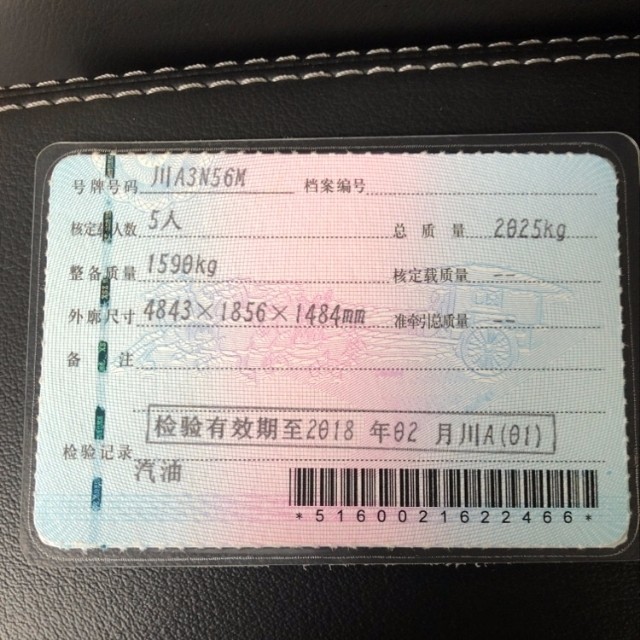 号牌号码 川A3N56M 档案编号
核定载人数 5人 总质量 2025kg
整备质量 1590kg 核定载质量 --
外廓尺寸 4843×1856×1484mm 准牵引总质量 --
备注
检验有效期至2018 年02 月川A(01)
检验记录
汽油
*5160021622466*